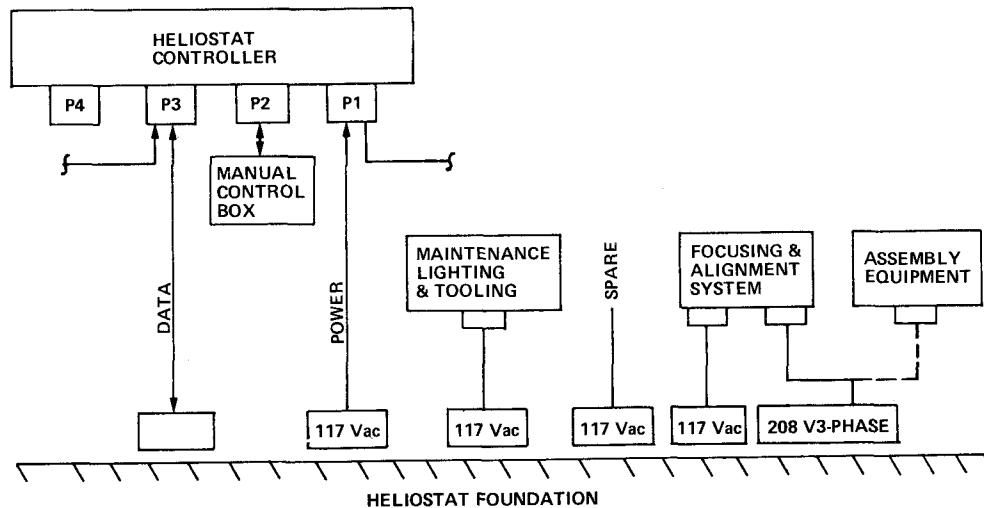 HELIOSTAT
CONTROLLER
P4
P3
P2
P1
MANUAL
CONTROL
BOX
DATA
POWER
MAINTENANCE
LIGHTING
& TOOLING
SPARE
FOCUSING &
ALIGNMENT
SYSTEM
ASSEMBLY
EQUIPMENT
117 Vac
117 Vac
117 Vac
117 Vac
208 V3-PHASE
HELIOSTAT FOUNDATION